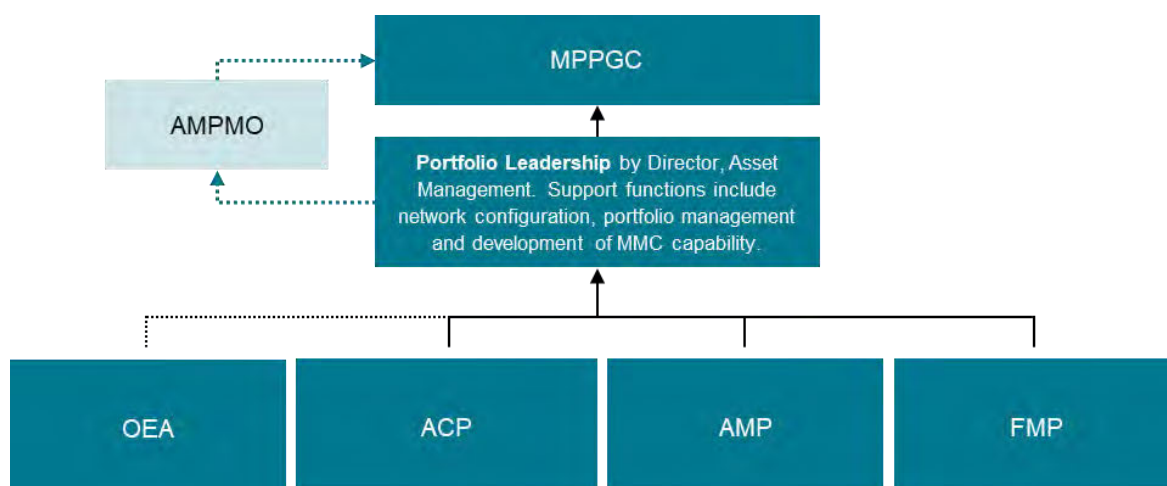 MPPGC
AMPMO
Portfolio Leadership by Director, Asset
Management. Support functions include
network configuration, portfolio management
and development of MMC capability.
OEA
ACP
AMP
FMP